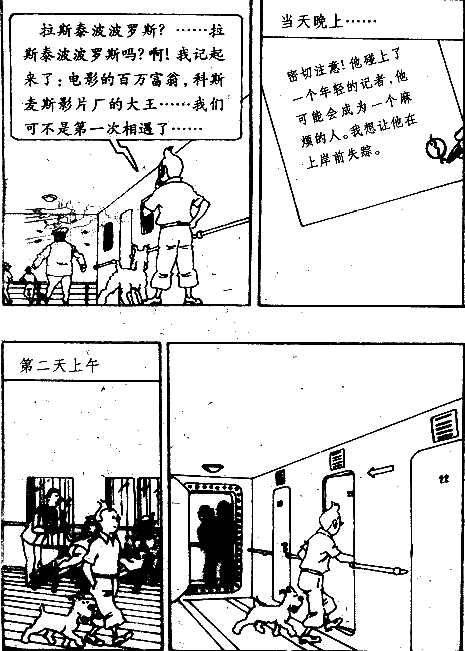 拉斯泰波波罗斯？……拉
斯泰波波罗斯吗？啊！我记起
来了：电影的百万富翁，科斯
麦斯影片厂的大王……我们
可不是第一次相遇了……
当天晚上……
密切注意！他碰上了
一个年轻的记者，他
可能会成为一个麻
烦的人。我想让他在
上岸前失踪。
第二天上午